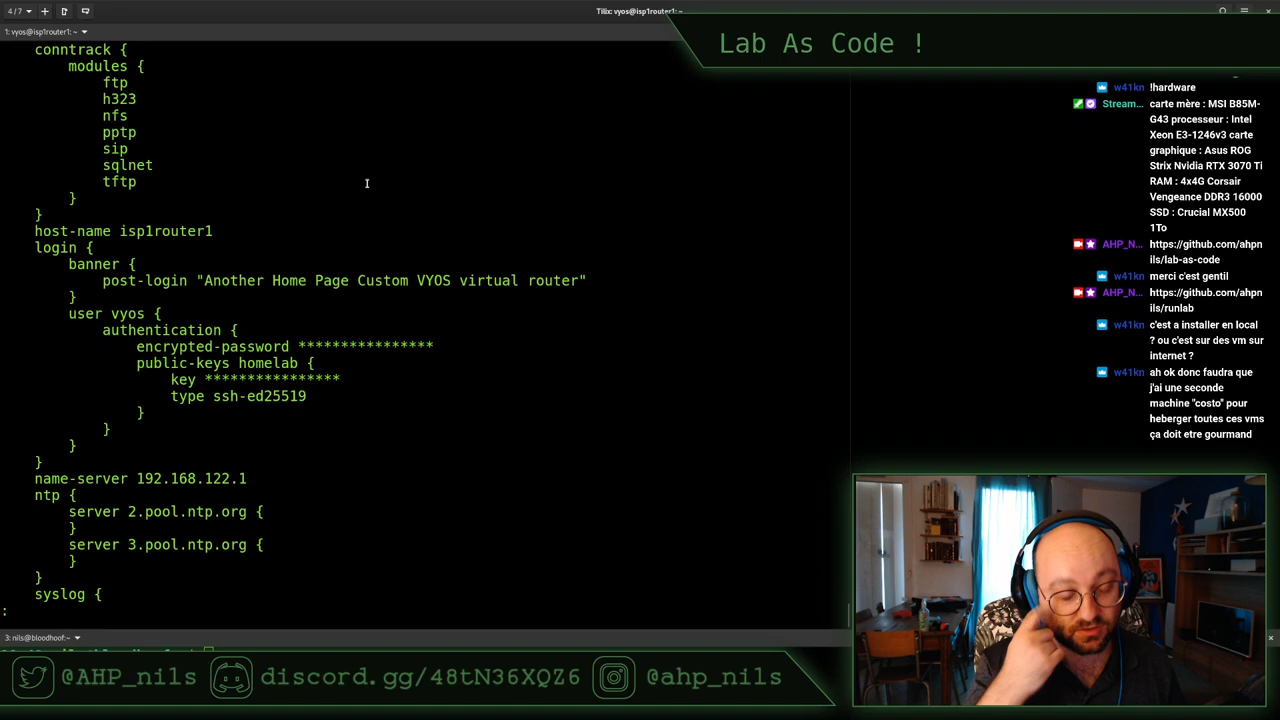 4/7
Tilix: vyos@isp1router1: ~
1: vyos@isp1router1: ~
Lab As Code !
conntrack {
modules {
ftp
h323
nfs
pptp
sip
sqlnet
tftp
}
}
host-name isp1router1
login {
banner {
post-login "Another Home Page Custom VYOS virtual router"
}
user vyos {
authentication {
encrypted-password ****************
public-keys homelab {
key ****************
type ssh-ed25519
}
}
}
}
name-server 192.168.122.1
ntp {
server 2.pool.ntp.org {
}
server 3.pool.ntp.org {
}
}
syslog {
:
w41kn !hardware
Stream... carte mère : MSI B85M-
G43 processeur : Intel
Xeon E3-1246v3 carte
graphique : Asus ROG
Strix Nvidia RTX 3070 Ti
RAM : 4x4G Corsair
Vengeance DDR3 16000
SSD : Crucial MX500
1To
AHP_N... https://github.com/ahpn
ils/lab-as-code
w41kn merci c'est gentil
AHP_N... https://github.com/ahpn
ils/runlab
w41kn c'est a installer en local
? ou c'est sur des vm sur
internet ?
w41kn ah ok donc faudra que
j'ai une seconde
machine "costo" pour
heberger toutes ces vms
ça doit etre gourmand
3: nils@bloodhoof:~
@AHP_nils discord.gg/48tN36XQZ6 @ahp_nils